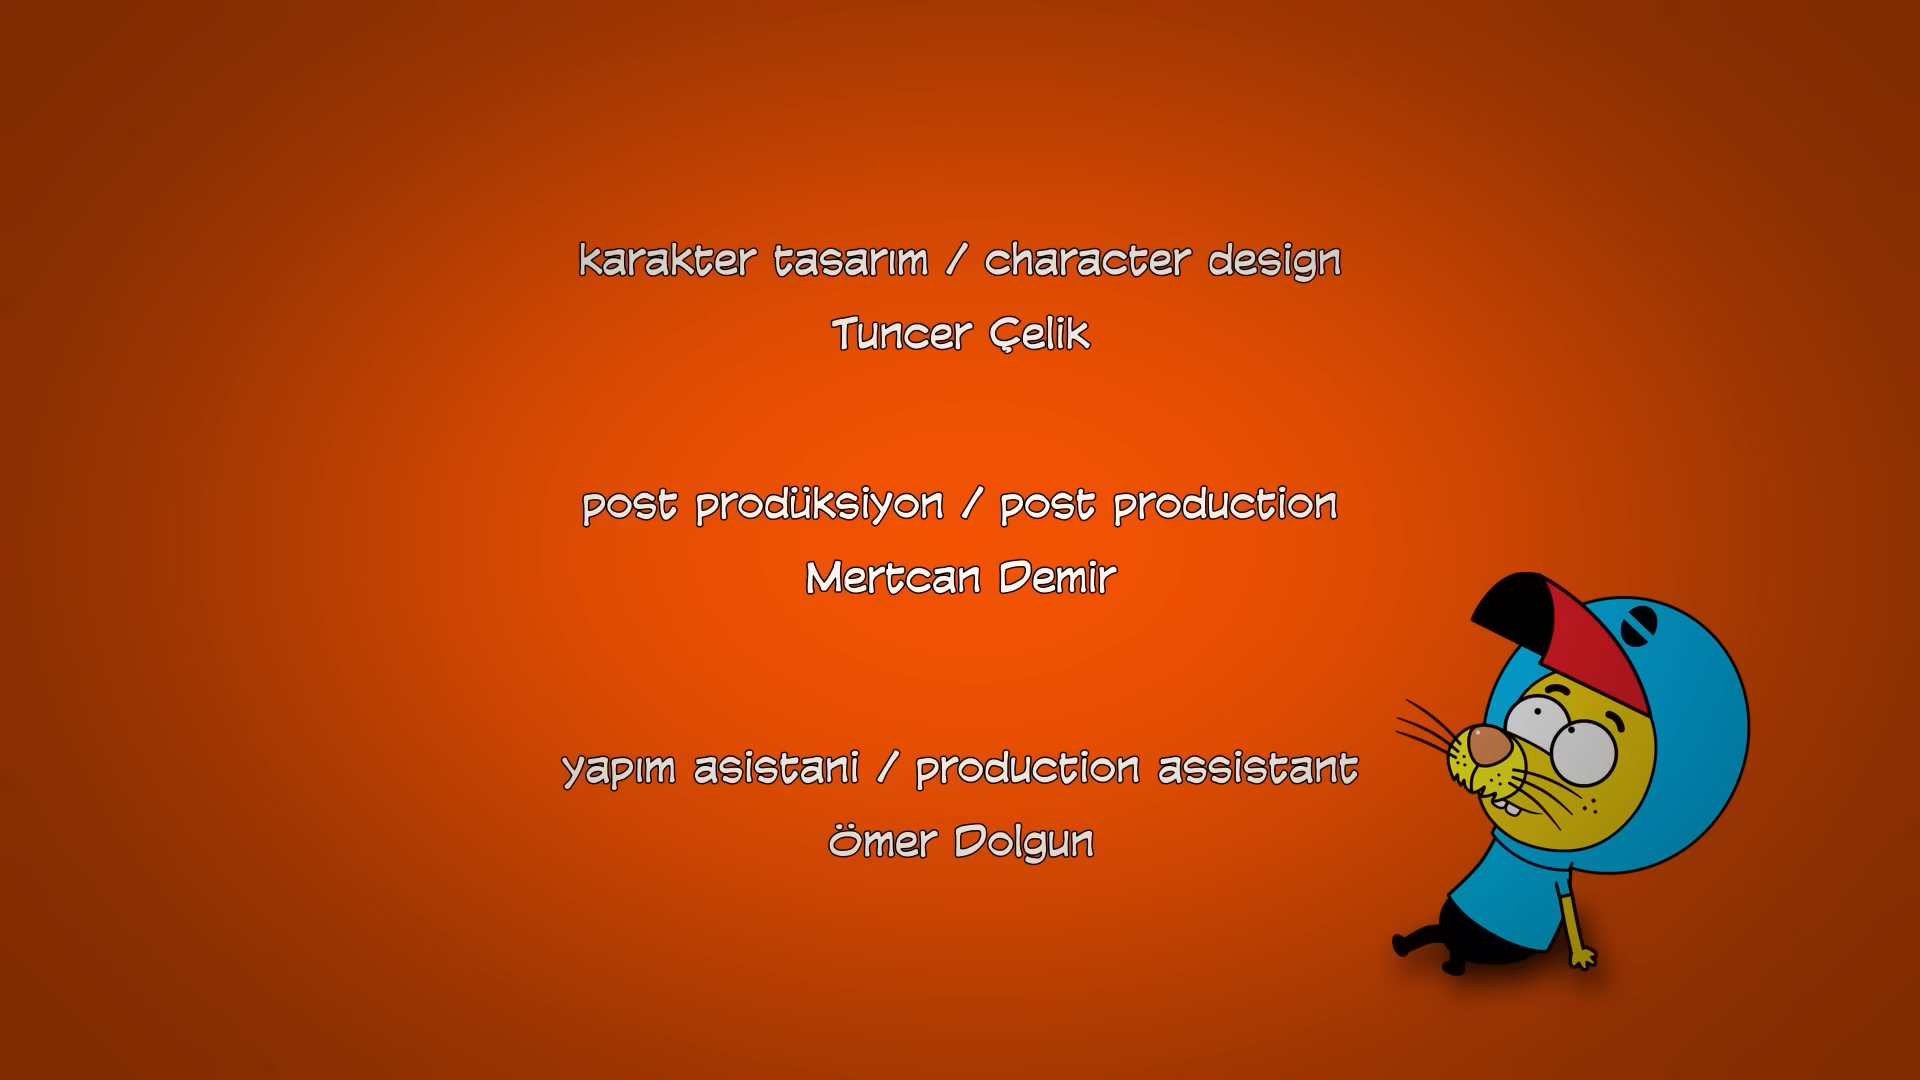 karakter tasarım / character design
Tuncer Çelik
post prodüksiyon / post production
Mertcan Demir
yapım asistani / production assistant
Ömer Dolgun